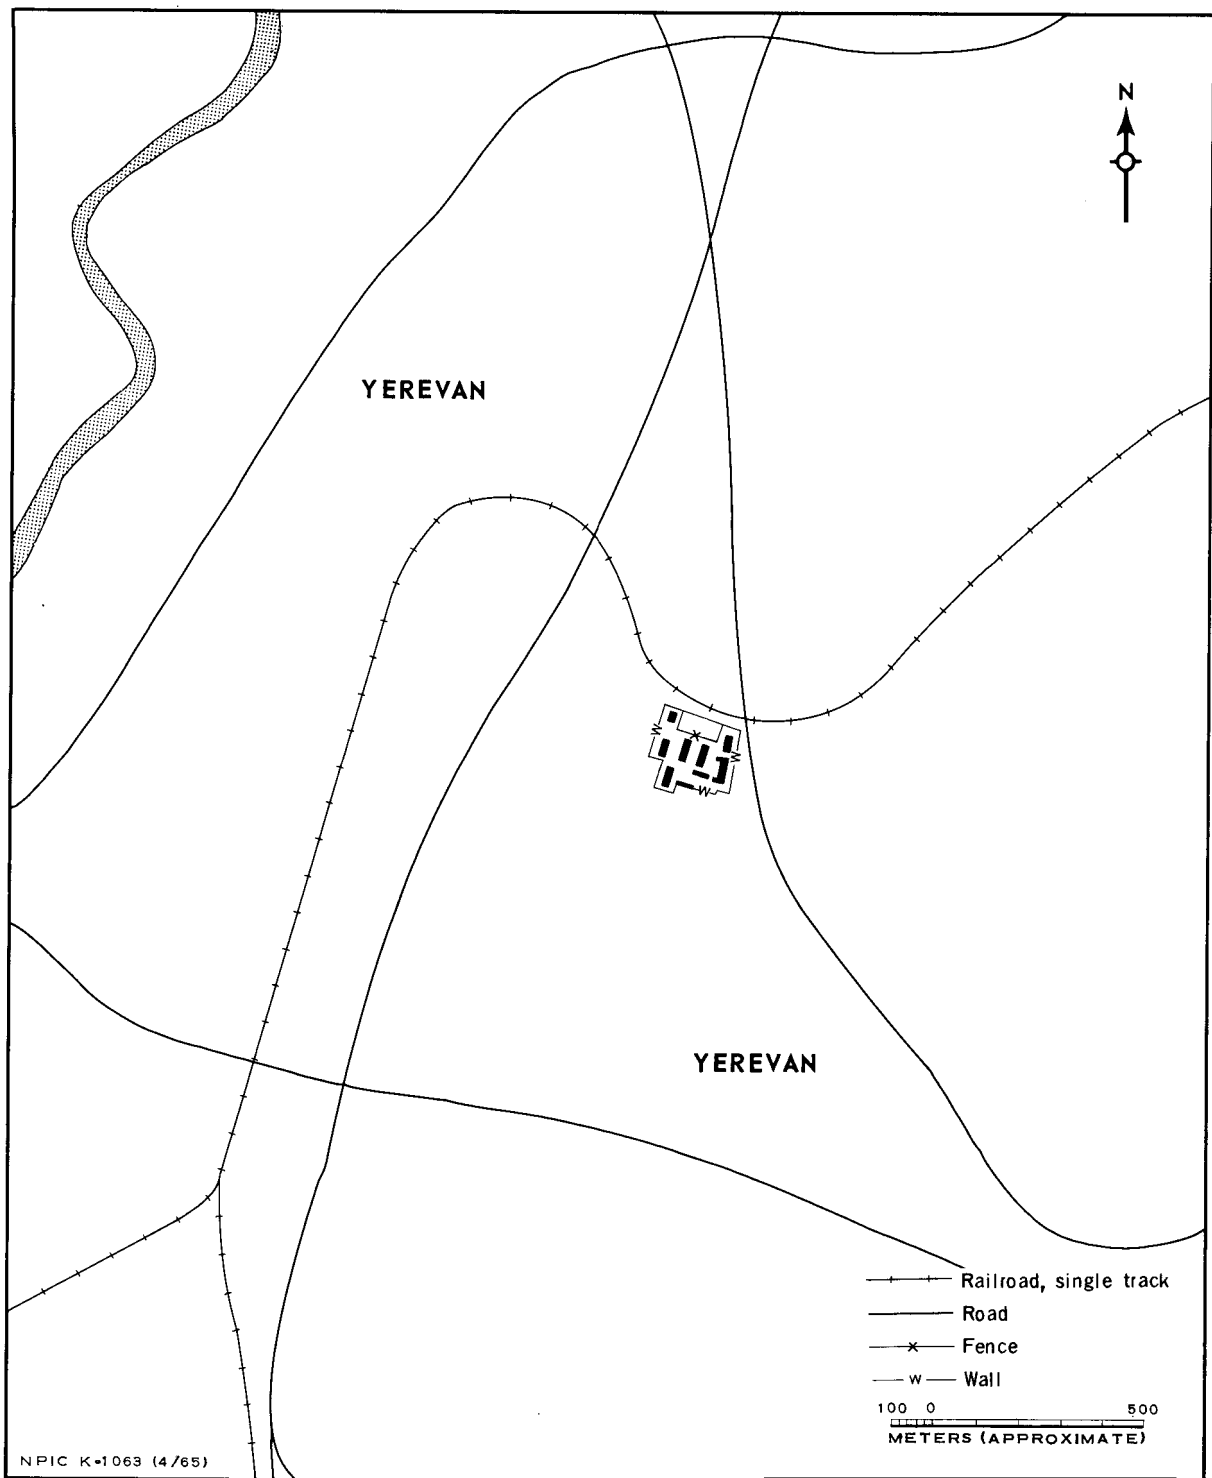 N
YEREVAN
W
X
W
W
YEREVAN
Railroad, single track
Road
x Fence
W Wall
100 0 500
METERS (APPROXIMATE)
NPIC K-1063 (4/65)